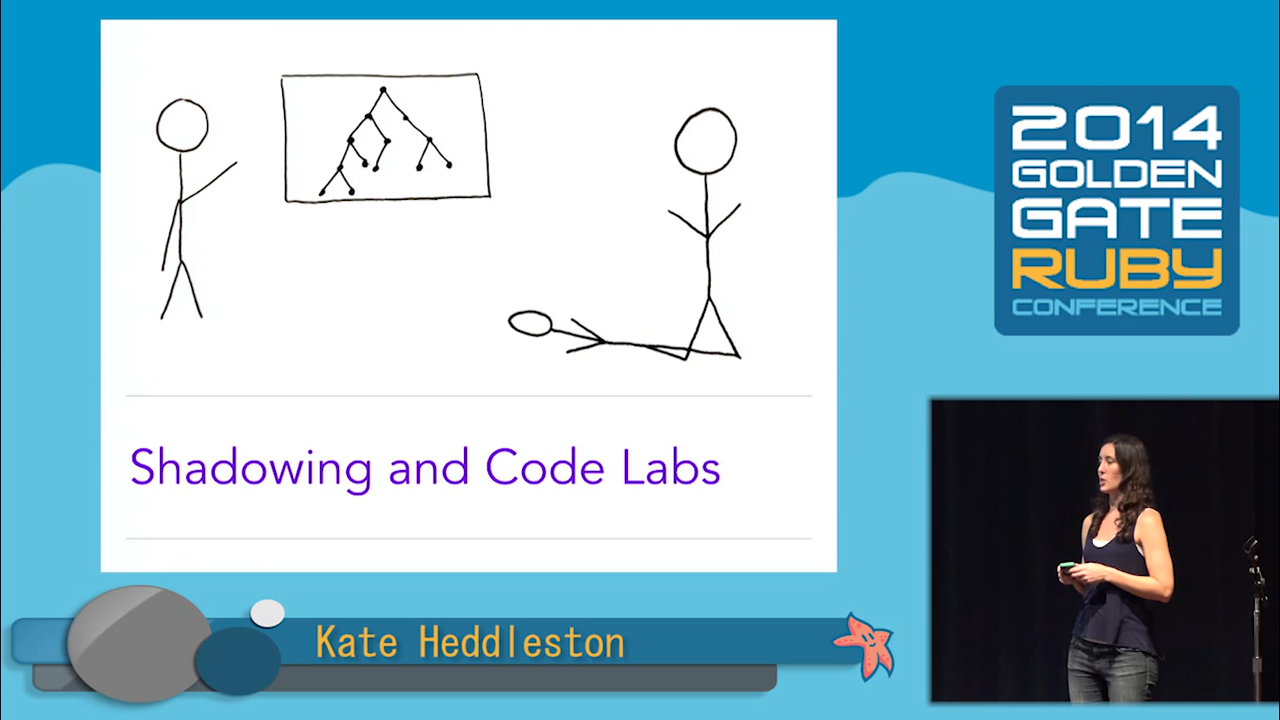 Shadowing and Code Labs
2014
GOLDEN
GATE
RUBY
CONFERENCE
Kate Heddleston